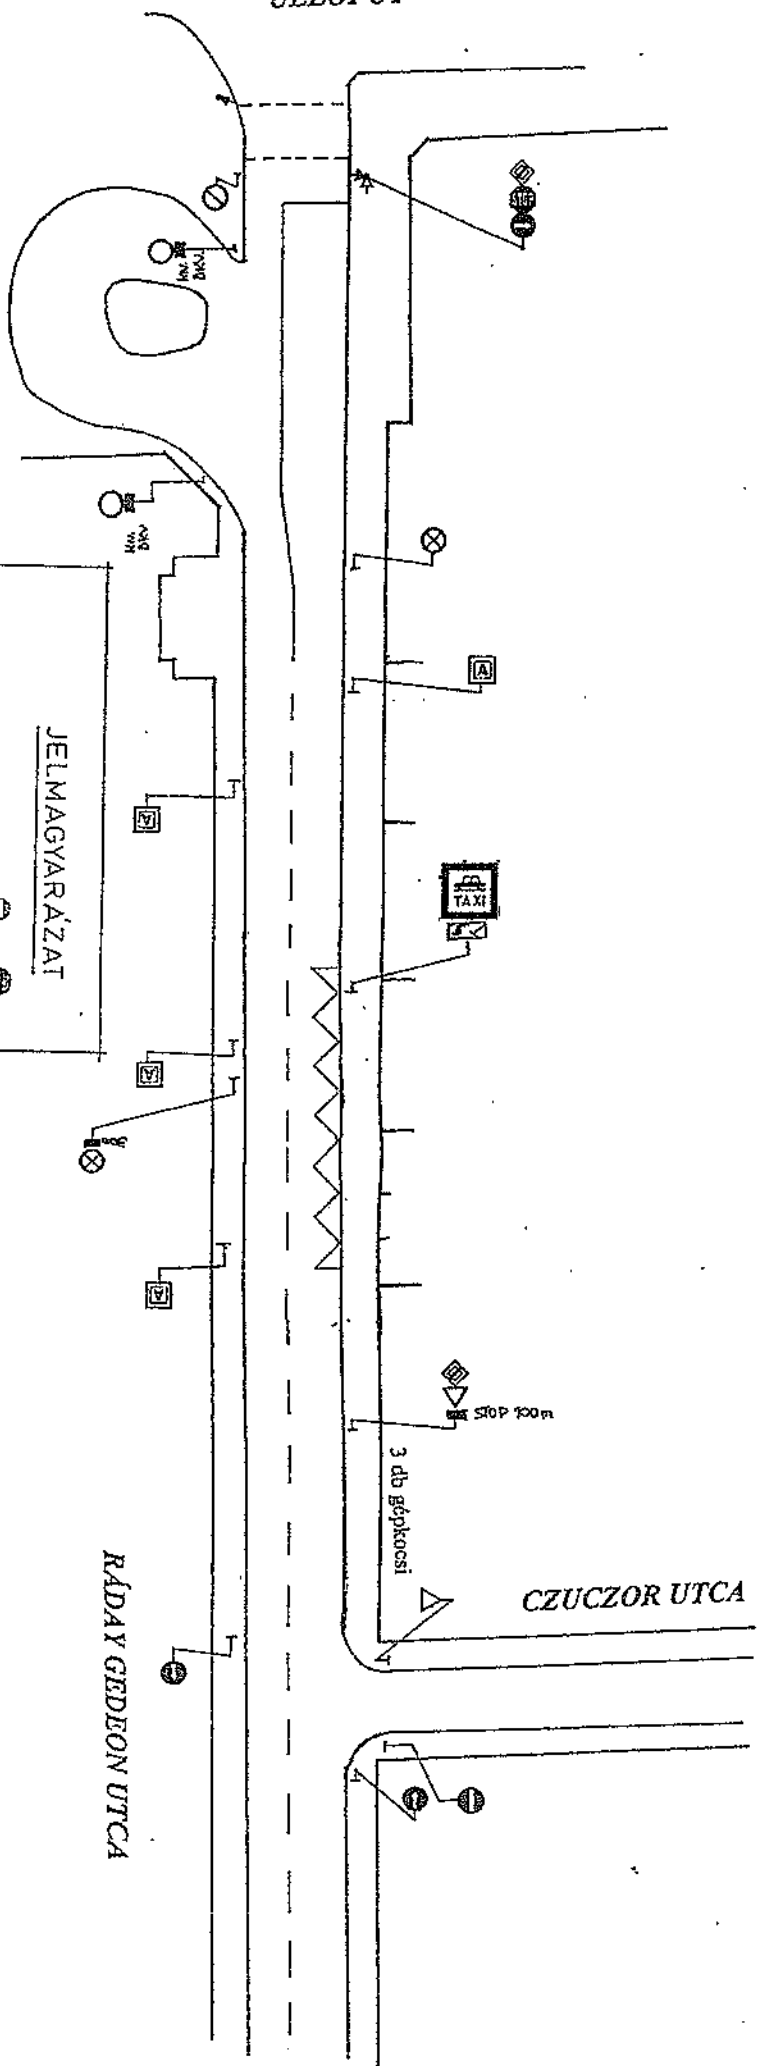 A
TAXI
JELMAGYARÁZAT
A
A
A
STOP 100m
3 db gépkocsi
CZUCZOR UTCA
RÁDAY GEDEON UTCA